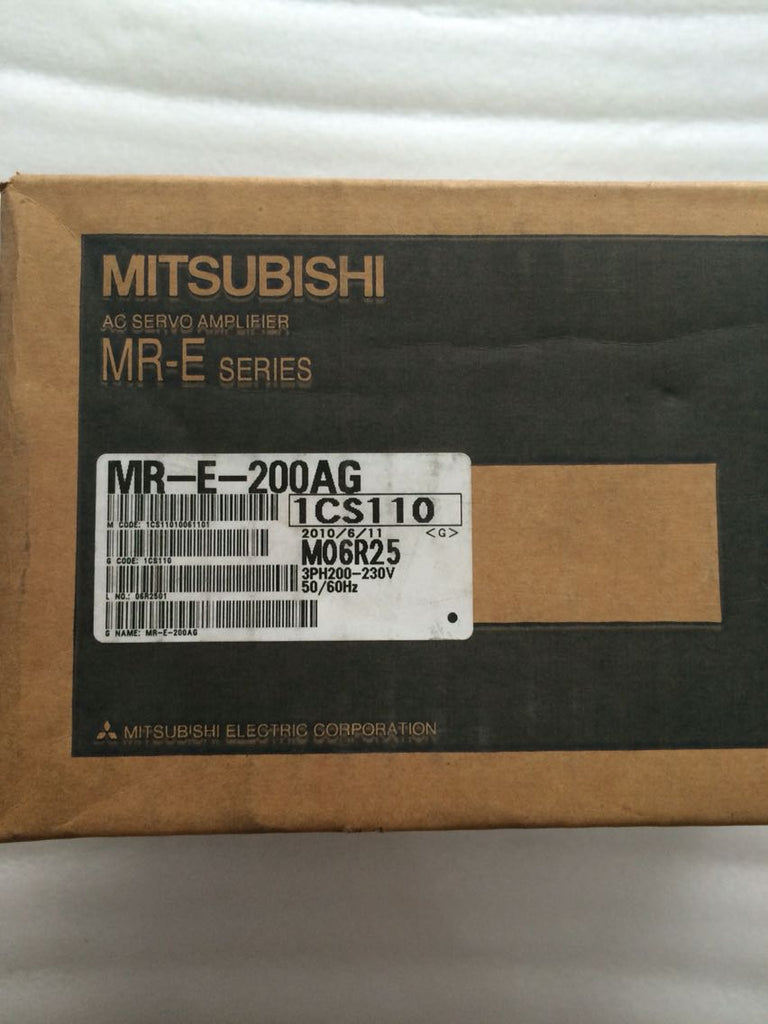 MITSUBISHI
AC SERVO AMPLIFIER
MR-E SERIES
MR-E-200AG
1CS110
M CODE: 1CS11010061101
2010/6/11 <G>
M06R25
G CODE: 1CS110
3PH200-230V
50/60Hz
L NO.: 06R2501
G NAME: MR-E-200AG
MITSUBISHI ELECTRIC CORPORATION